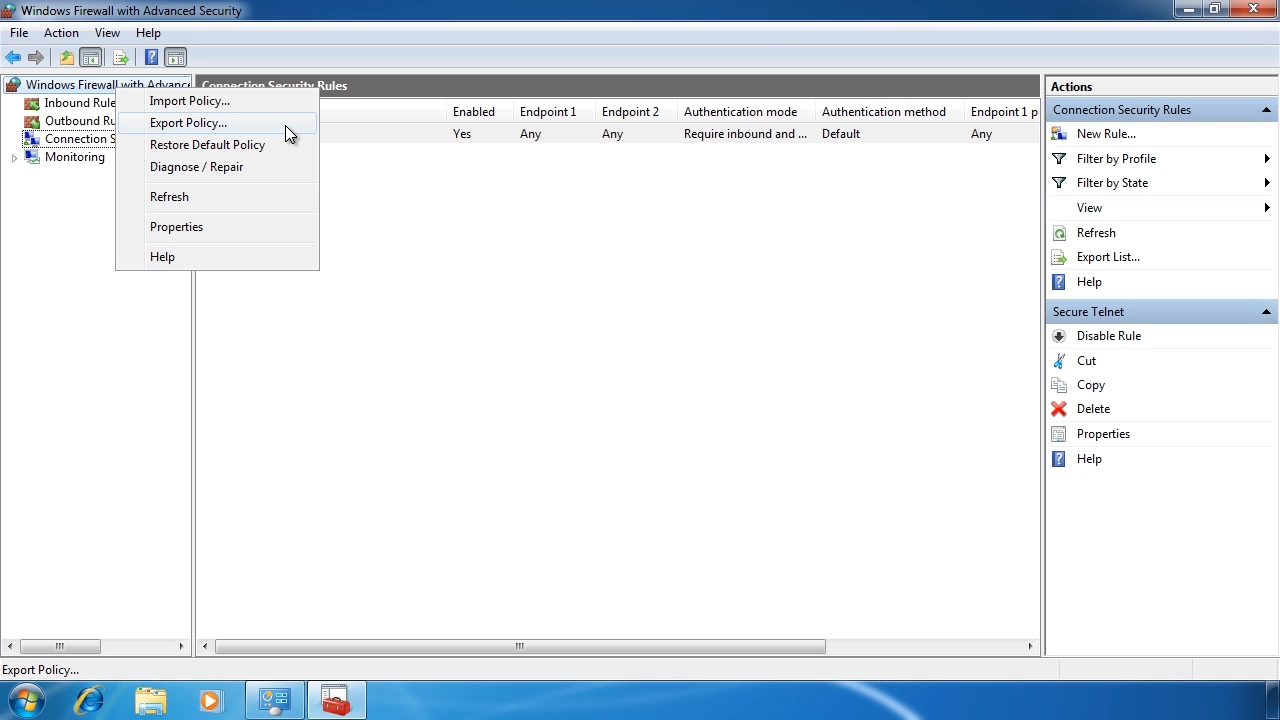 Windows Firewall with Advanced Security
File Action View Help
Windows Firewall with Advance
Inbound Rule
Outbound Ru
Connection S
Monitoring
Import Policy...
Export Policy...
Restore Default Policy
Diagnose / Repair
Refresh
Properties
Help
Connection Security Rules
Enabled Endpoint 1 Endpoint 2 Authentication mode Authentication method Endpoint 1 p
Yes Any Any Require inbound and ... Default Any
Actions
Connection Security Rules
New Rule...
Filter by Profile
Filter by State
View
Refresh
Export List...
Help
Secure Telnet
Disable Rule
Cut
Copy
Delete
Properties
Help
Export Policy...